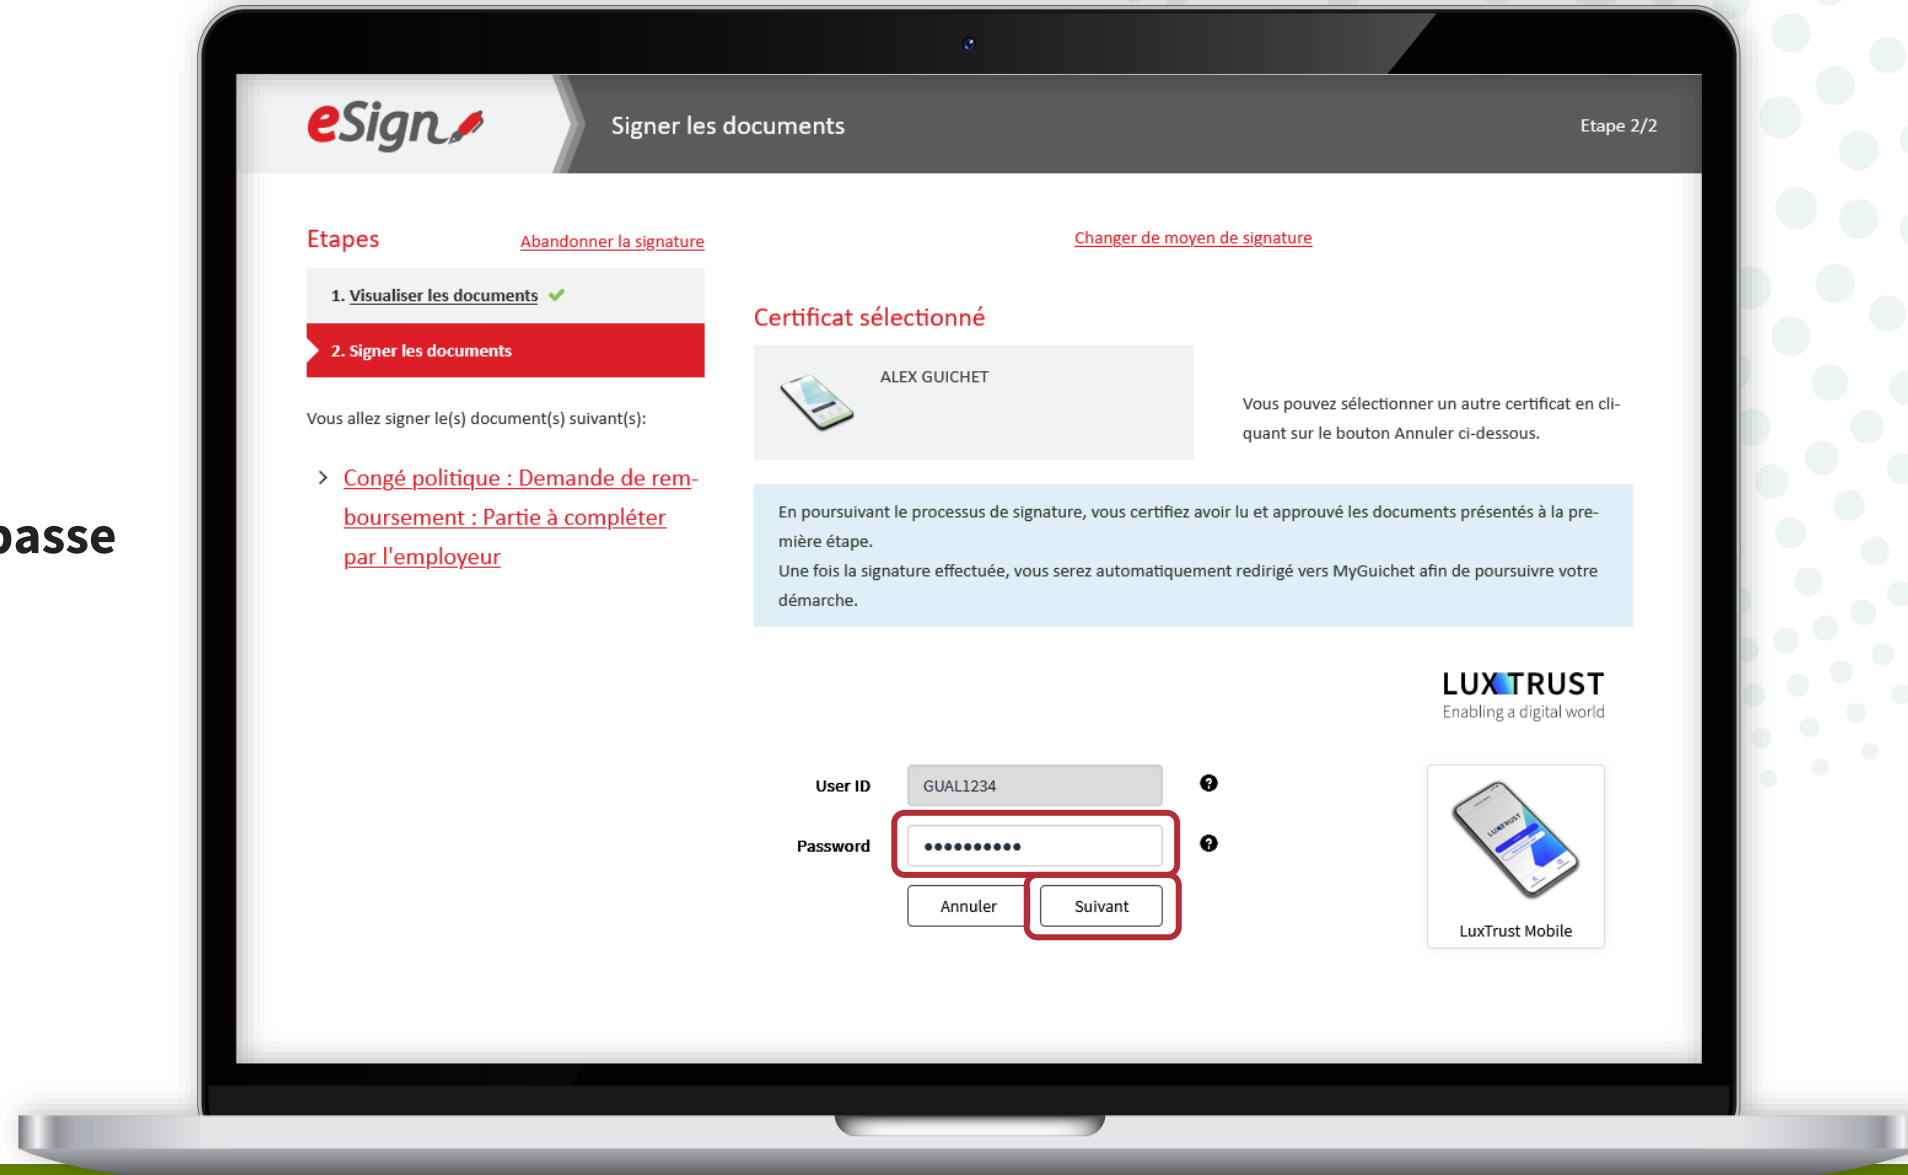 passe
eSign
Signer les documents
Etape 2/2
Etapes
Abandonner la signature
Changer de moyen de signature
1. Visualiser les documents
2. Signer les documents
Vous allez signer le(s) document(s) suivant(s):
Congé politique : Demande de rem-
boursement : Partie à compléter
par l'employeur
Certificat sélectionné
ALEX GUICHET
Vous pouvez sélectionner un autre certificat en cli-
quant sur le bouton Annuler ci-dessous.
En poursuivant le processus de signature, vous certifiez avoir lu et approuvé les documents présentés à la pre-
mière étape.
Une fois la signature effectuée, vous serez automatiquement redirigé vers MyGuichet afin de poursuivre votre
démarche.
LUXTRUST
Enabling a digital world
User ID
GUAL1234
Password
••••••••••
Annuler
Suivant
LUXTRUST
LuxTrust Mobile